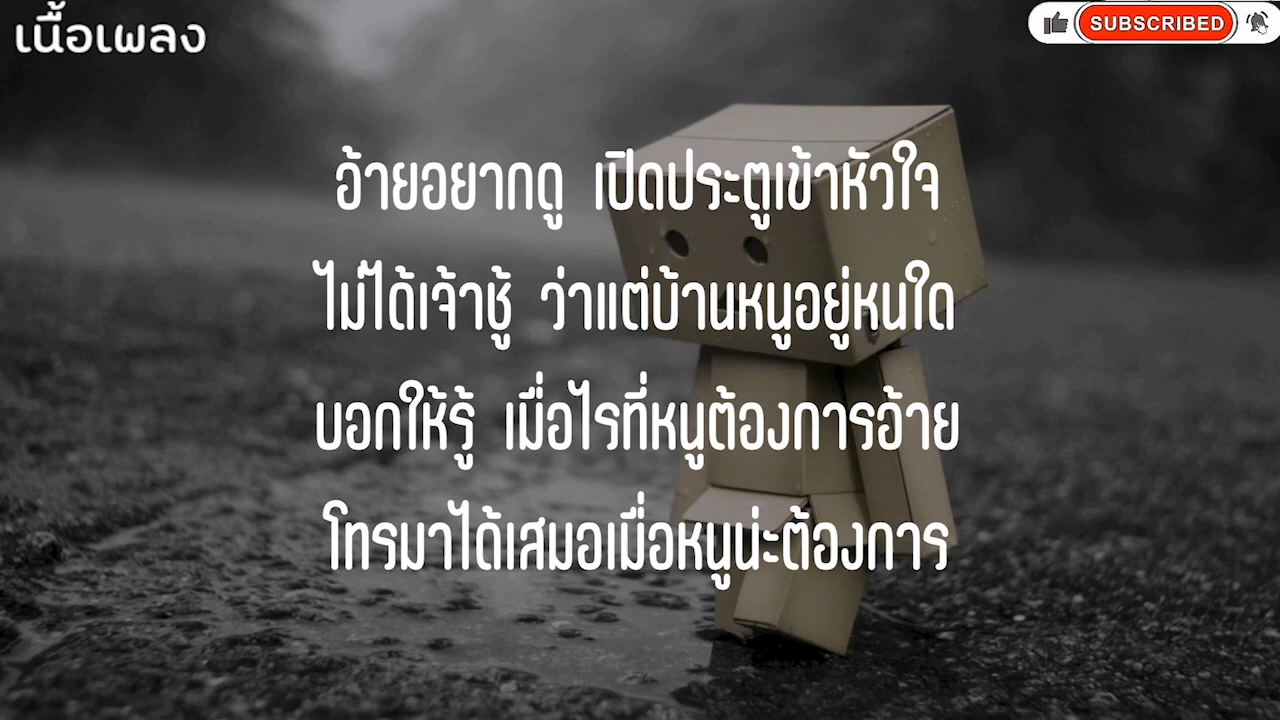 เนื้อเพลง
SUBSCRIBED
อ้ายอยากดู เปิดประตูเข้าหัวใจ
ไม่ได้เจ้าชู้ ว่าแต่บ้านหนูอยู่หนใด
บอกให้รู้ เมื่อไรที่หนูต้องการอ้าย
โทรมาได้เสมอเมื่อหนูน่ะต้องการ